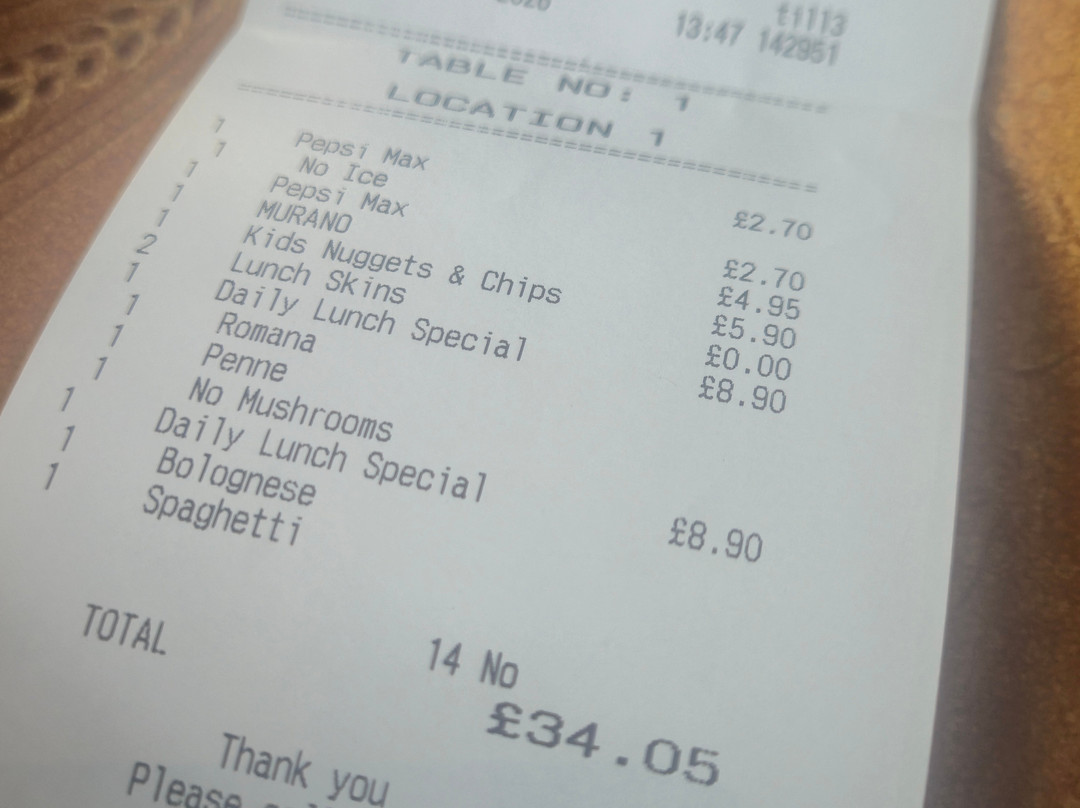 t1113
13:47 142951
TABLE NO: 1
LOCATION 1
1 Pepsi Max £2.70
1 No Ice
1 Pepsi Max £2.70
1 MURANO £4.95
1 Kids Nuggets & Chips £5.90
2 Lunch Skins £0.00
1 Daily Lunch Special £8.90
1 Romana
1 Penne
1 No Mushrooms
1 Daily Lunch Special £8.90
1 Bolognese
1 Spaghetti
TOTAL 14 No
£34.05
Thank you
Please